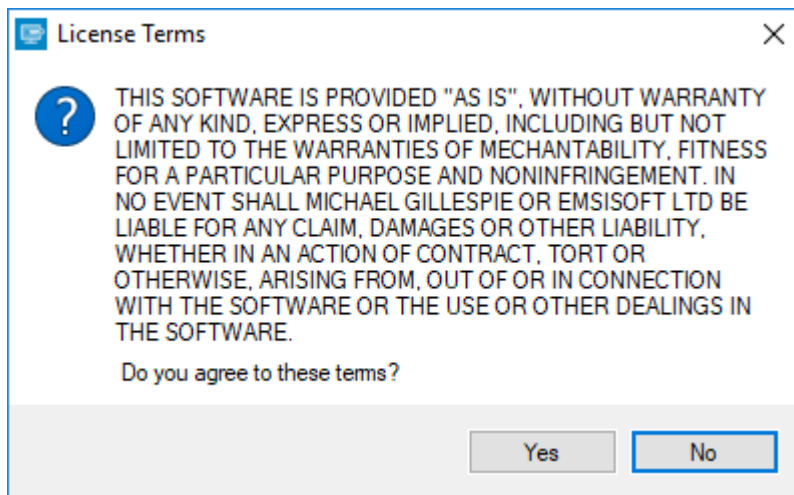 License Terms
THIS SOFTWARE IS PROVIDED "AS IS", WITHOUT WARRANTY
OF ANY KIND, EXPRESS OR IMPLIED, INCLUDING BUT NOT
LIMITED TO THE WARRANTIES OF MECHANTABILITY, FITNESS
FOR A PARTICULAR PURPOSE AND NONINFRINGEMENT. IN
NO EVENT SHALL MICHAEL GILLESPIE OR EMSISOFT LTD BE
LIABLE FOR ANY CLAIM, DAMAGES OR OTHER LIABILITY,
WHETHER IN AN ACTION OF CONTRACT, TORT OR
OTHERWISE, ARISING FROM, OUT OF OR IN CONNECTION
WITH THE SOFTWARE OR THE USE OR OTHER DEALINGS IN
THE SOFTWARE.
Do you agree to these terms?
Yes No